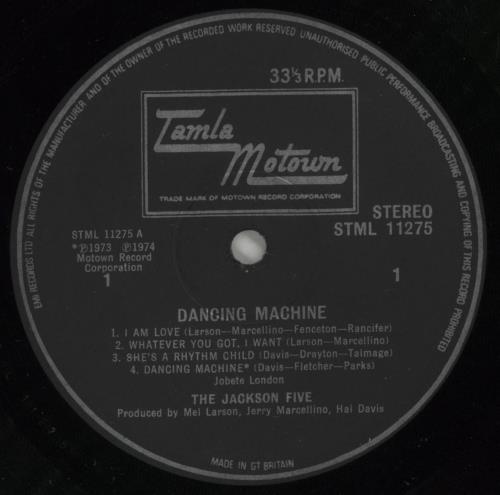 EMI RECORDS LTD ALL RIGHTS OF THE MANUFACTURER AND OF THE OWNER OF THE RECORDED WORK RESERVED UNAUTHORISED PUBLIC PERFORMANCE BROADCASTING AND COPYING OF THIS RECORD PROHIBITED
33⅓ R.P.M.
Tamla
Motown
TRADE MARK OF MOTOWN RECORD CORPORATION
STEREO
STML 11275
STML 11275 A
*℗1973 ℗1974
Motown Record
Corporation
1
1
DANCING MACHINE
1. I AM LOVE (Larson—Marcellino—Fenceton—Rancifer)
2. WHATEVER YOU GOT, I WANT (Larson—Marcellino)
3. SHE'S A RHYTHM CHILD (Davis—Drayton—Talmage)
4. DANCING MACHINE* (Davis—Fletcher—Parks)
Jobete London
THE JACKSON FIVE
Produced by Mel Larson, Jerry Marcellino, Hal Davis
MADE IN GT BRITAIN